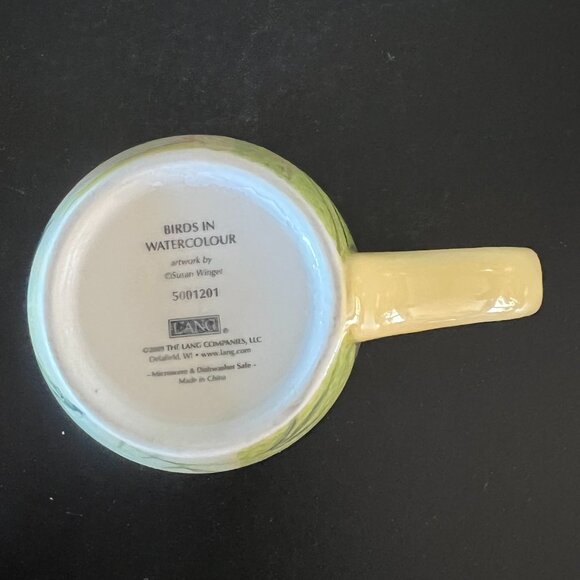 BIRDS IN
WATERCOLOUR
artwork by
©Susan Winget
5001201
LANG®
©2009 THE LANG COMPANIES, LLC
Delafield, WI • www.lang.com
- Microwave & Dishwasher Safe -
Made in China